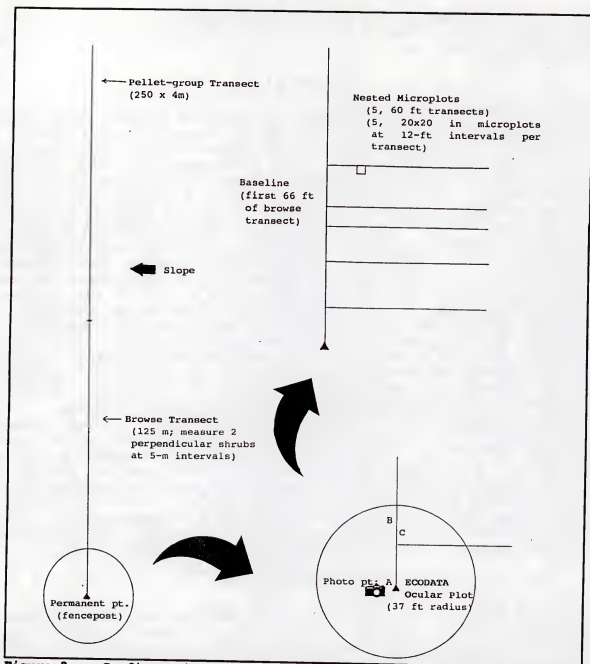 Pellet-group Transect
(250 x 4m)
Nested Microplots
(5, 60 ft transects)
(5, 20x20 in microplots
at 12-ft intervals per
transect)
Baseline
(first 66 ft
of browse
transect)
Slope
Browse Transect
(125 m; measure 2
perpendicular shrubs
at 5-m intervals)
B
C
Photo pt. A ECODATA
Ocular Plot
(37 ft radius)
Permanent pt.
(fencepost)